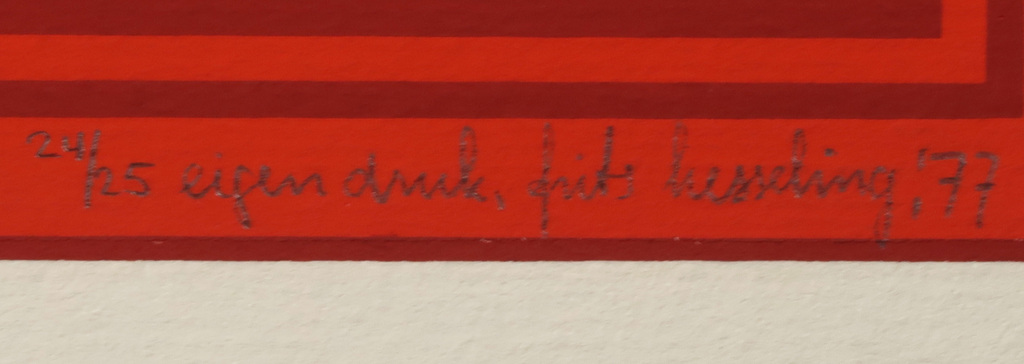 24/25 eigen druk, frits hesseling, '77